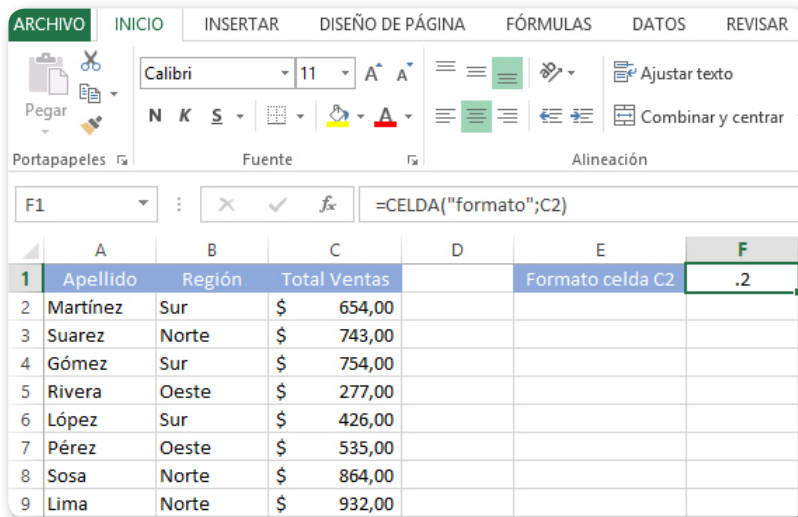 ARCHIVO INICIO INSERTAR DISEÑO DE PÁGINA FÓRMULAS DATOS REVISAR
Calibri 11 A A Ajustar texto
Pegar N K S A Combinar y centrar
Portapapeles Fuente Alineación
F1 fx =CELDA("formato";C2)
A B C D E F
1 Apellido Región Total Ventas Formato celda C2 .2
2 Martínez Sur $ 654,00
3 Suarez Norte $ 743,00
4 Gómez Sur $ 754,00
5 Rivera Oeste $ 277,00
6 López Sur $ 426,00
7 Pérez Oeste $ 535,00
8 Sosa Norte $ 864,00
9 Lima Norte $ 932,00